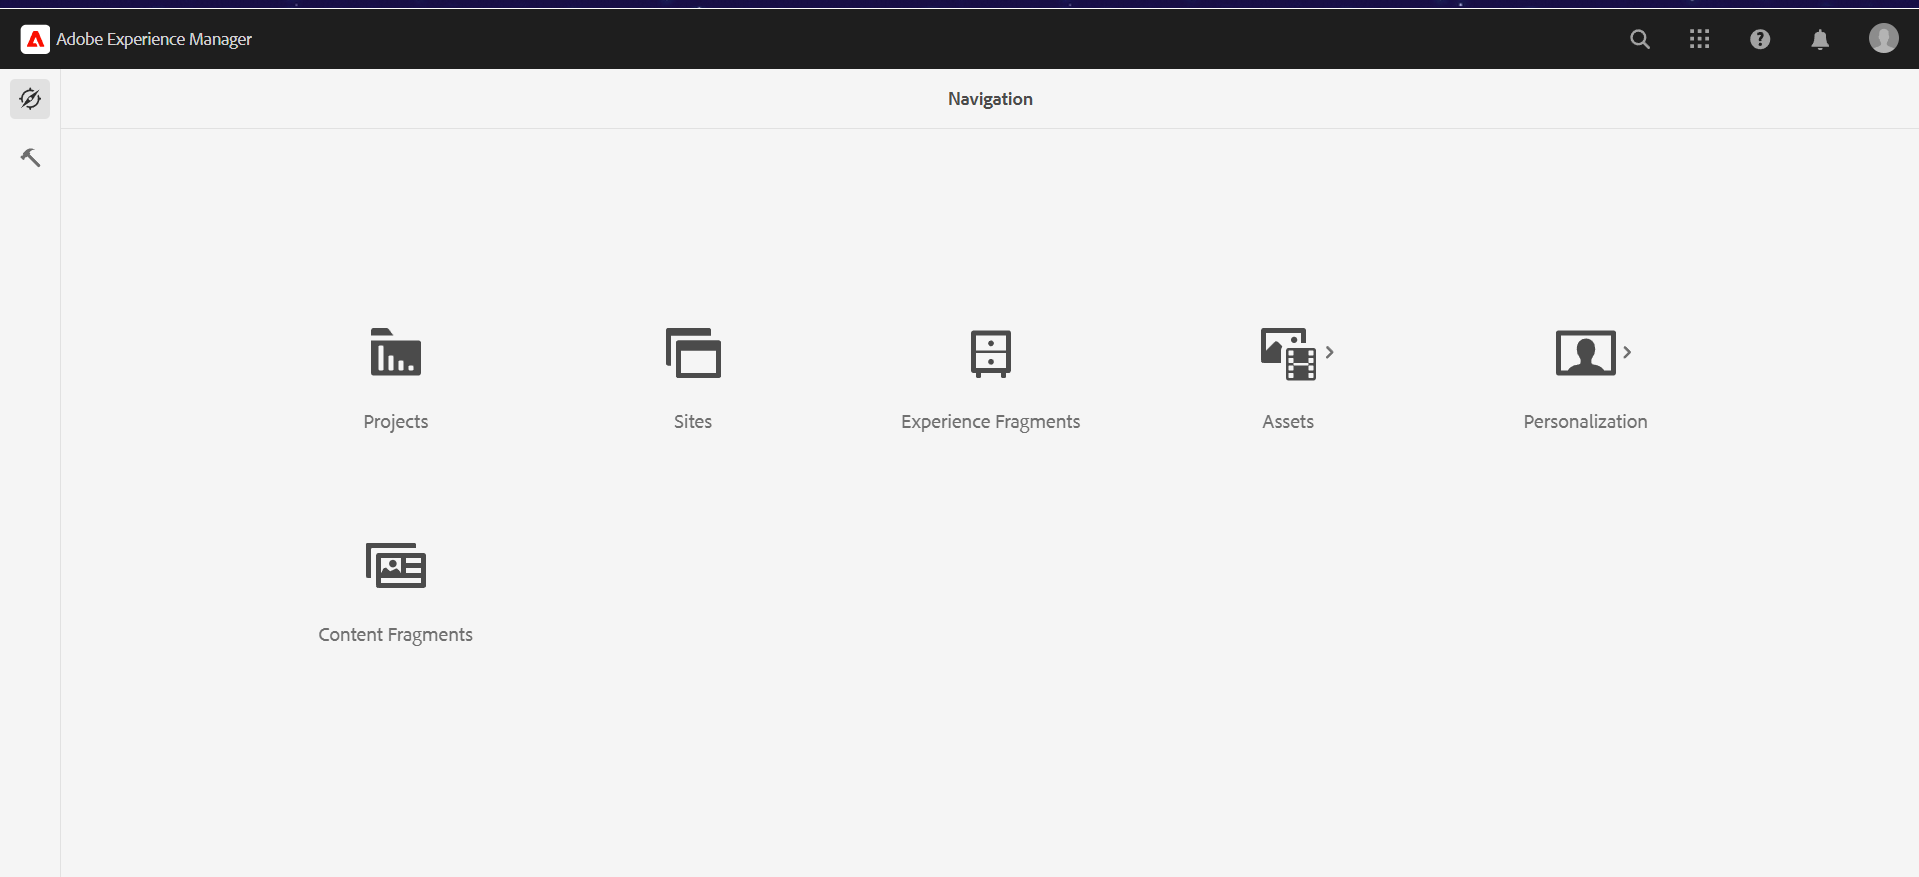 Adobe Experience Manager
Navigation
Projects
Sites
Experience Fragments
Assets
Personalization
Content Fragments